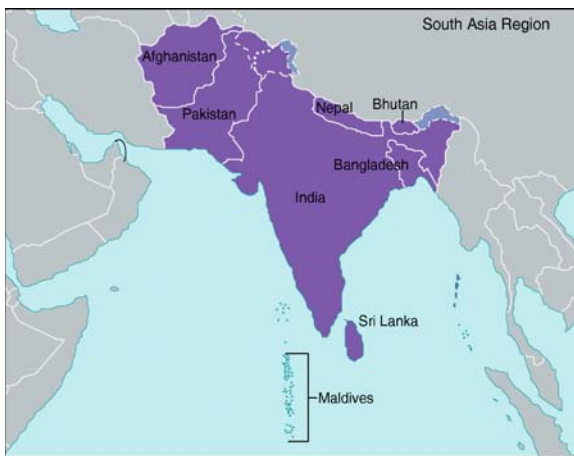 South Asia Region
Afghanistan
Pakistan
Nepal
Bhutan
Bangladesh
India
Sri Lanka
Maldives